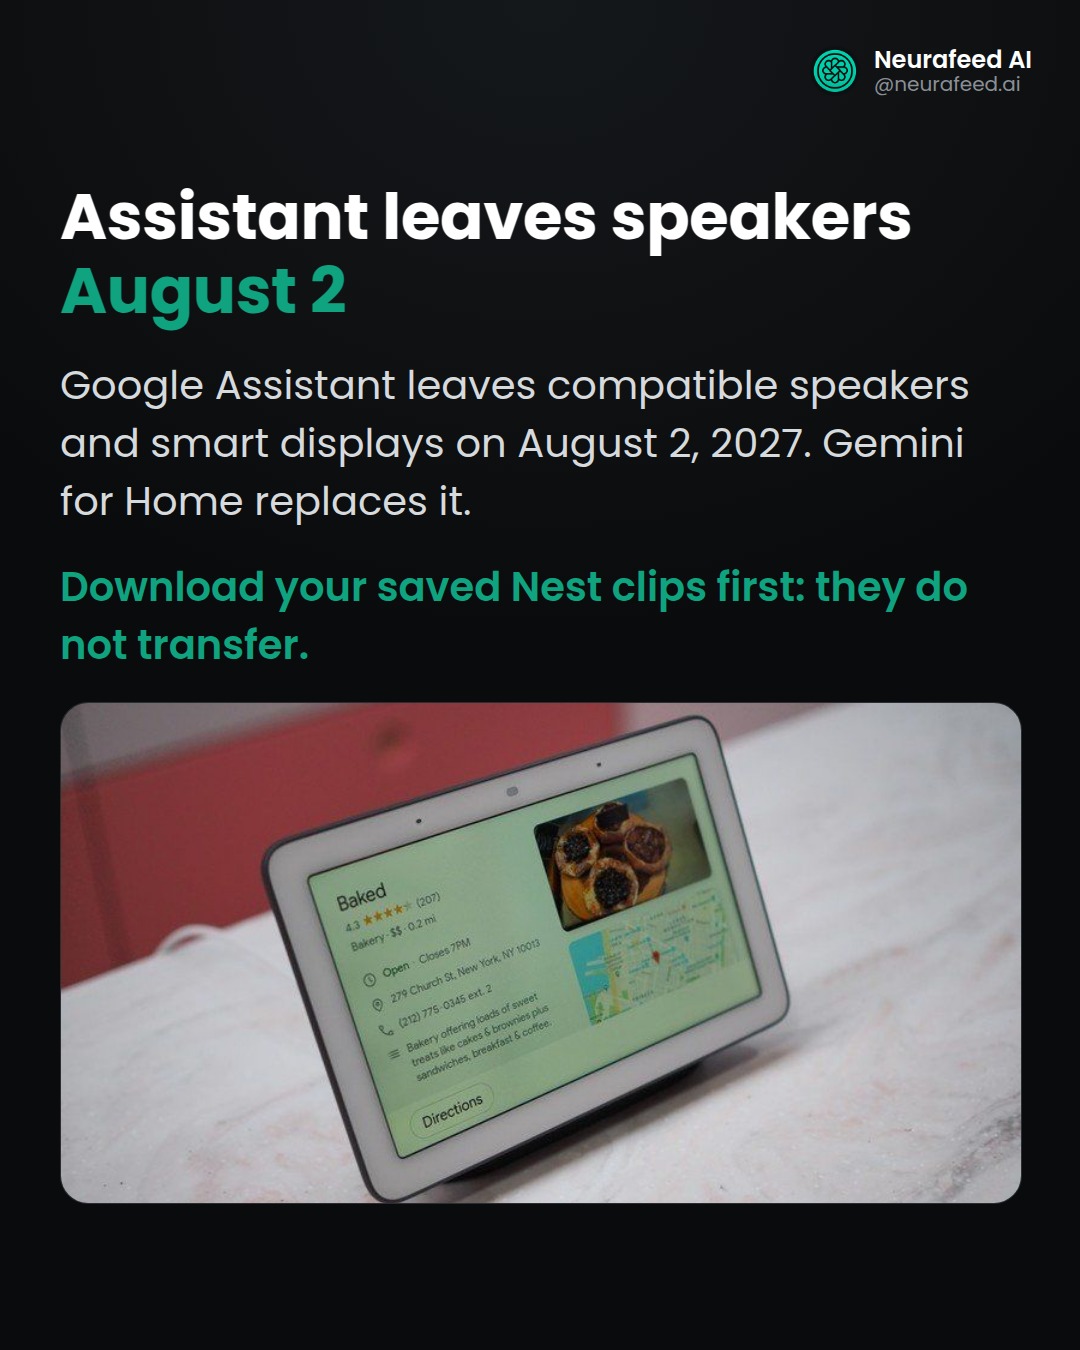 Neurafeed AI
@neurafeed.ai
Assistant leaves speakers
August 2
Google Assistant leaves compatible speakers
and smart displays on August 2, 2027. Gemini
for Home replaces it.
Download your saved Nest clips first: they do
not transfer.
Baked
4.3 ★★★★★ (207)
Bakery · $$ · 0.2 mi
Open · Closes 7PM
279 Church St, New York, NY 10013
(212) 775-0345 ext. 2
Bakery offering loads of sweet
treats like cakes & brownies plus
sandwiches, breakfast & coffee.
Directions